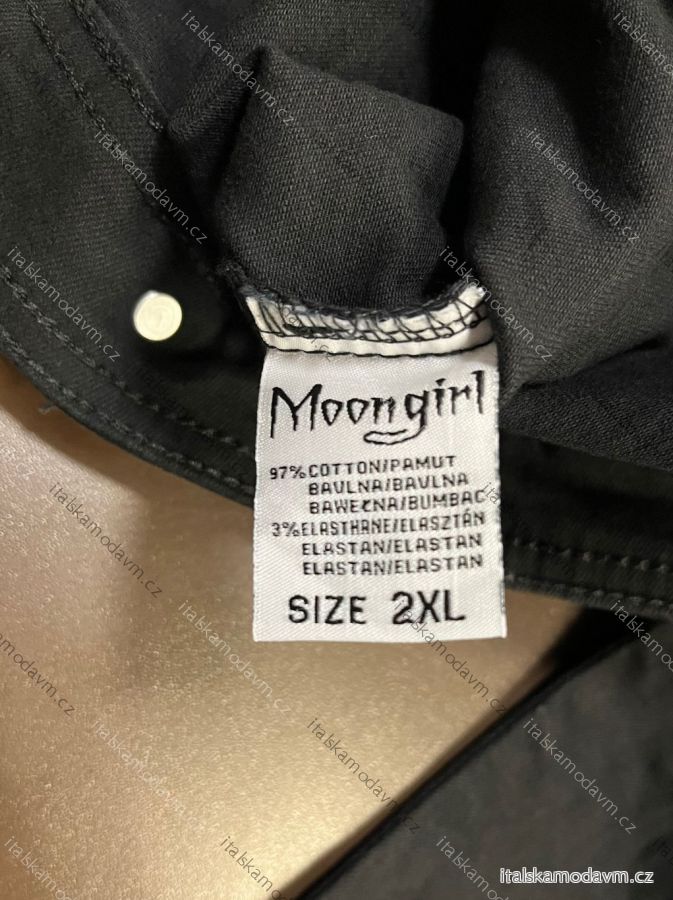 Moongirl
97% COTTON/PAMUT
BAVLNA/BAVLNA
BAWEŁNA/BUMBAC
3% ELASTHANE/ELASZTÁN
ELASTAN/ELASTAN
ELASTAN/ELASTAN
SIZE 2XL
italskamodavm.cz